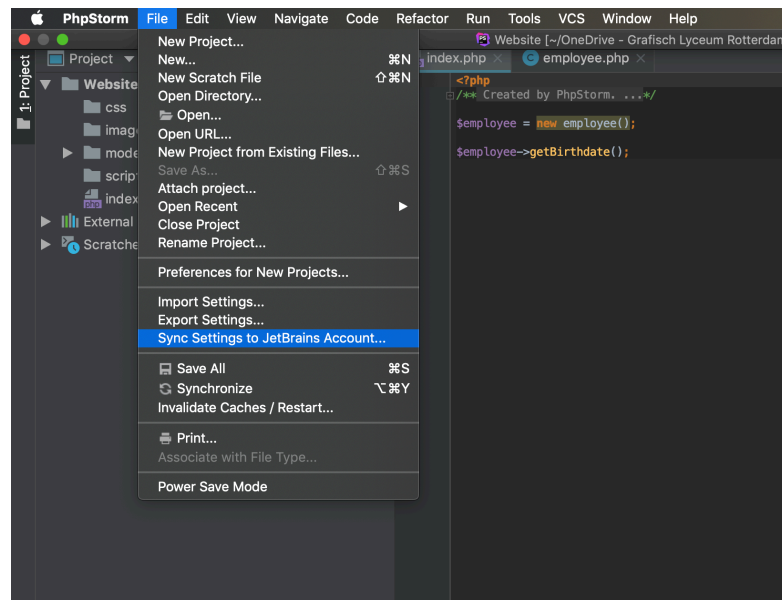 PhpStorm File Edit View Navigate Code Refactor Run Tools VCS Window Help
Website [~/OneDrive - Grafisch Lyceum Rotterdam
1: Project
Project
Website
css
imag
mode
scrip
index
php
External
Scratche
New Project...
New... ⌘N
New Scratch File ⇧⌘N
Open Directory...
Open...
Open URL...
New Project from Existing Files...
Save As... ⇧⌘S
Attach project...
Open Recent
Close Project
Rename Project...
Preferences for New Projects...
Import Settings...
Export Settings...
Sync Settings to JetBrains Account...
Save All ⌘S
Synchronize ⌥⌘Y
Invalidate Caches / Restart...
Print...
Associate with File Type...
Power Save Mode
index.php employee.php
<?php
/** Created by PhpStorm. ...*/
$employee = new employee();
$employee->getBirthdate();